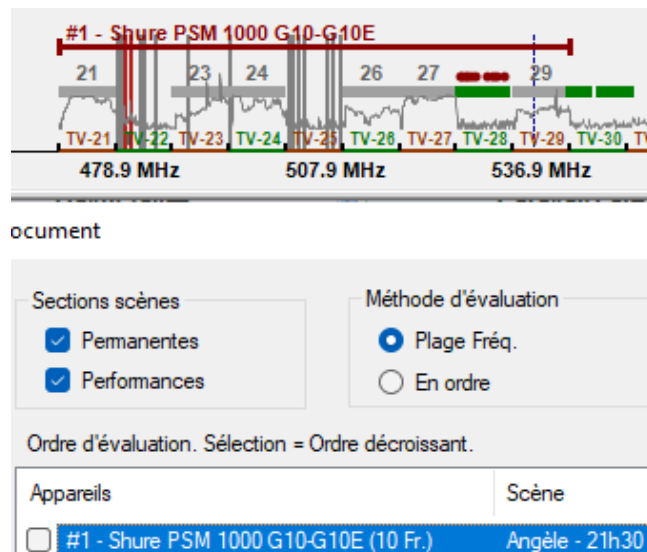 #1 - Shure PSM 1000 G10-G10E
21 23 24 26 27 29
TV-21 TV-22 TV-23 TV-24 TV-25 TV-26 TV-27 TV-28 TV-29 TV-30
478.9 MHz 507.9 MHz 536.9 MHz
ocument
Sections scènes
Permanentes
Performances
Méthode d'évaluation
Plage Fréq.
En ordre
Ordre d'évaluation. Sélection = Ordre décroissant.
Appareils Scène
#1 - Shure PSM 1000 G10-G10E (10 Fr.) Angèle - 21h30